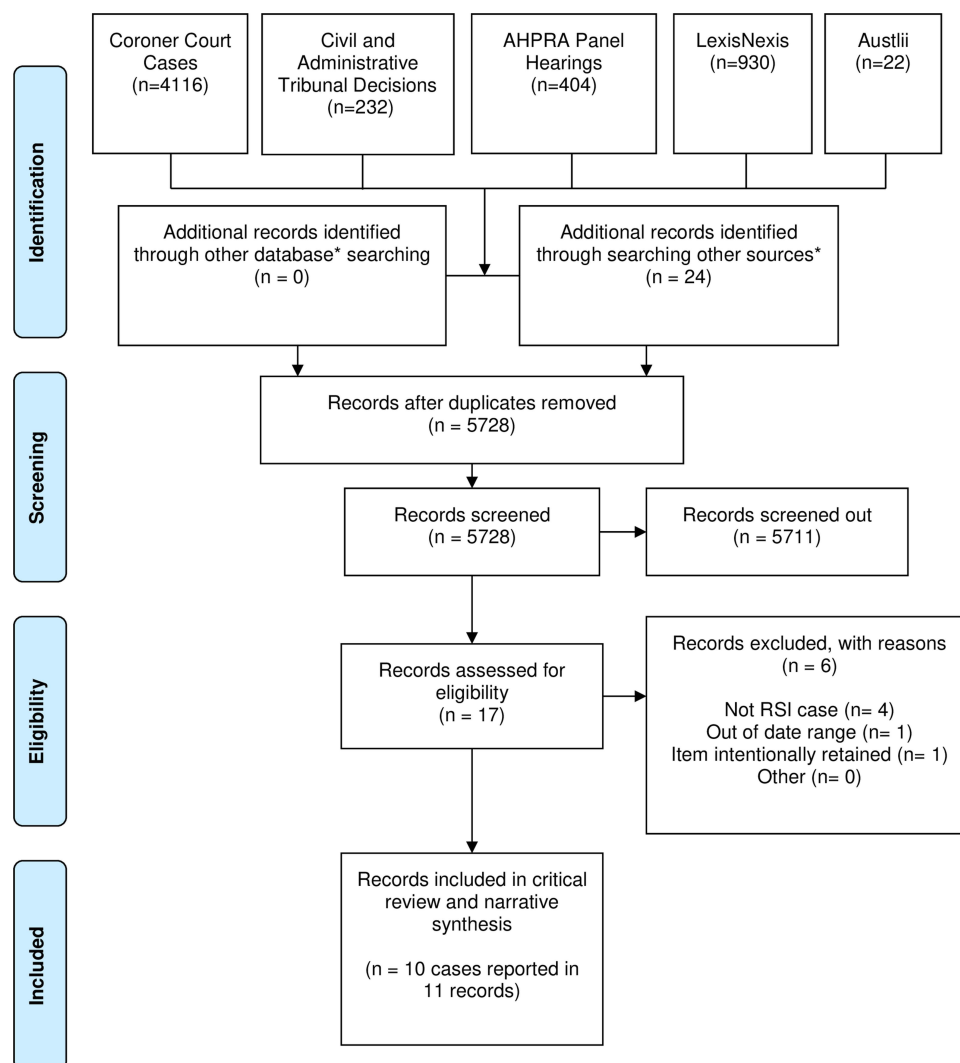 Coroner Court
Cases
(n=4116)
Civil and
Administrative
Tribunal Decisions
(n=232)
AHPRA Panel
Hearings
(n=404)
LexisNexis
(n=930)
Austlii
(n=22)
Identification
Additional records identified
through other database* searching
(n = 0)
Additional records identified
through searching other sources*
(n = 24)
Screening
Records after duplicates removed
(n = 5728)
Records screened
(n = 5728)
Records screened out
(n = 5711)
Eligibility
Records assessed for
eligibility
(n = 17)
Records excluded, with reasons
(n = 6)
Not RSI case (n= 4)
Out of date range (n= 1)
Item intentionally retained (n= 1)
Other (n= 0)
Included
Records included in critical
review and narrative
synthesis
(n = 10 cases reported in
11 records)